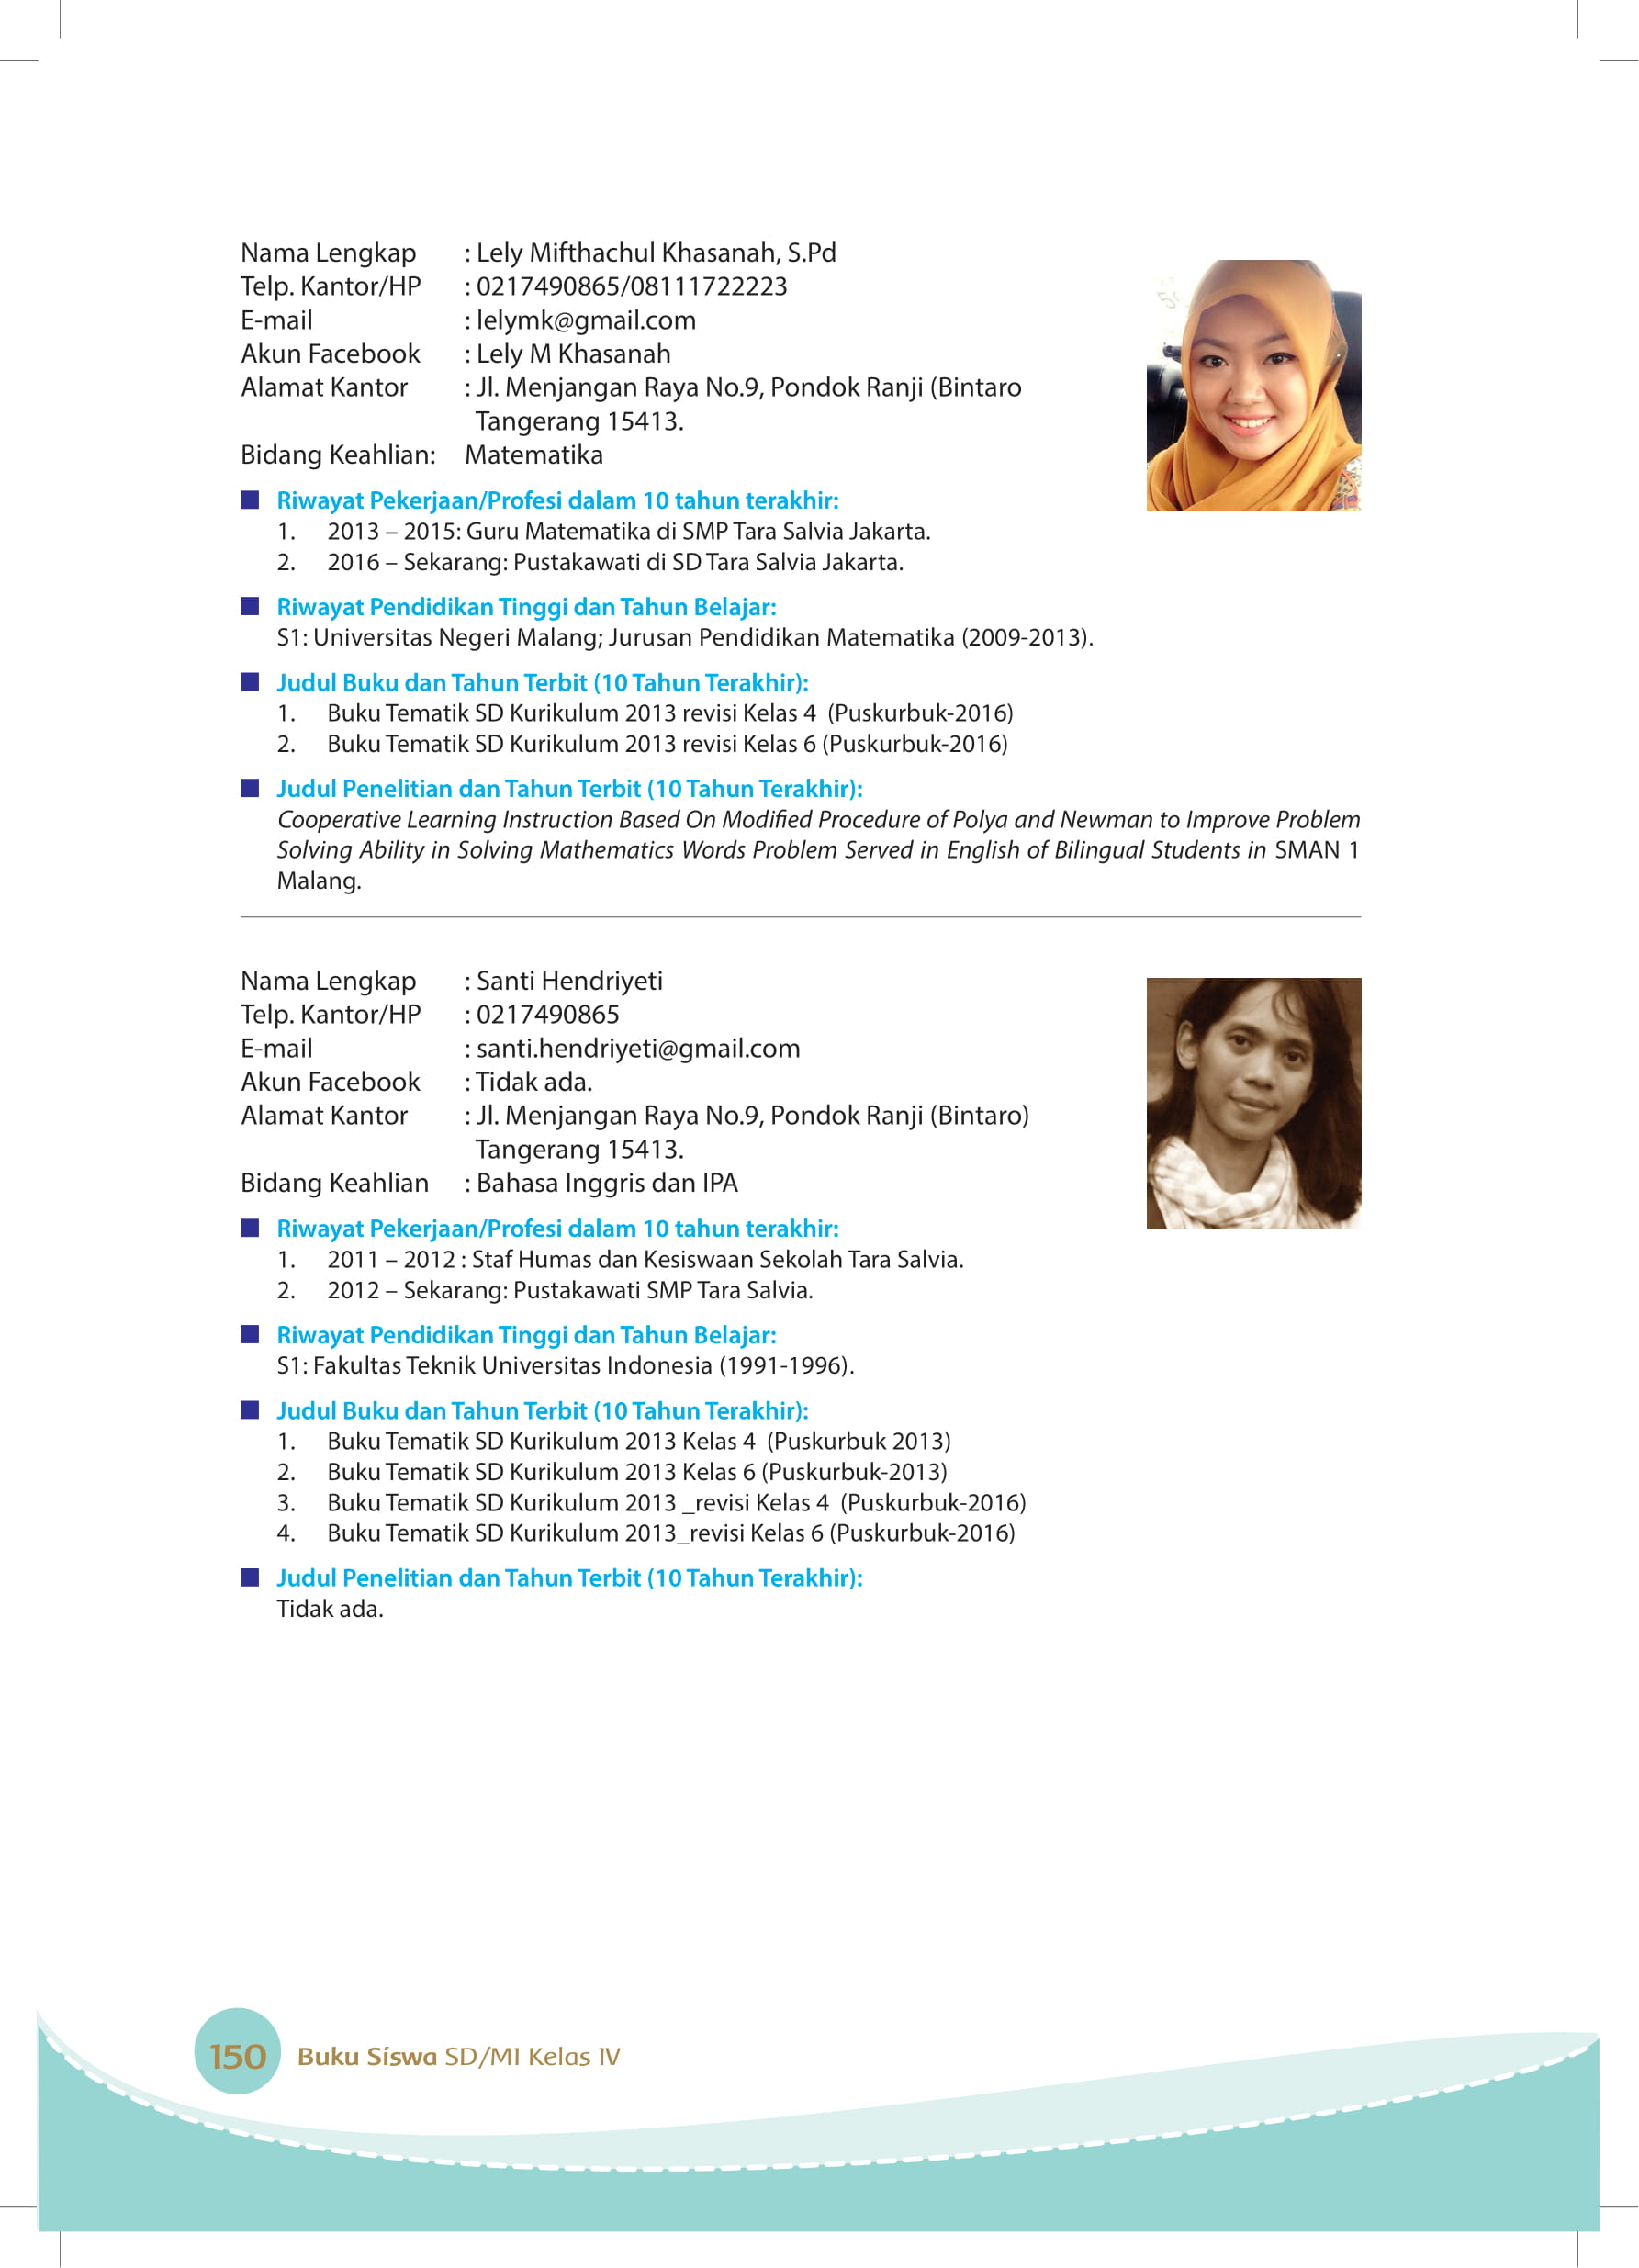 Nama Lengkap : Lely Mifthachul Khasanah, S.Pd
Telp. Kantor/HP : 0217490865/08111722223
E-mail : lelymk@gmail.com
Akun Facebook : Lely M Khasanah
Alamat Kantor : Jl. Menjangan Raya No.9, Pondok Ranji (Bintaro
Tangerang 15413.
Bidang Keahlian: Matematika
Riwayat Pekerjaan/Profesi dalam 10 tahun terakhir:
1. 2013 – 2015: Guru Matematika di SMP Tara Salvia Jakarta.
2. 2016 – Sekarang: Pustakawati di SD Tara Salvia Jakarta.
Riwayat Pendidikan Tinggi dan Tahun Belajar:
S1: Universitas Negeri Malang; Jurusan Pendidikan Matematika (2009-2013).
Judul Buku dan Tahun Terbit (10 Tahun Terakhir):
1. Buku Tematik SD Kurikulum 2013 revisi Kelas 4 (Puskurbuk-2016)
2. Buku Tematik SD Kurikulum 2013 revisi Kelas 6 (Puskurbuk-2016)
Judul Penelitian dan Tahun Terbit (10 Tahun Terakhir):
Cooperative Learning Instruction Based On Modified Procedure of Polya and Newman to Improve Problem
Solving Ability in Solving Mathematics Words Problem Served in English of Bilingual Students in SMAN 1
Malang.
Nama Lengkap : Santi Hendriyeti
Telp. Kantor/HP : 0217490865
E-mail : santi.hendriyeti@gmail.com
Akun Facebook : Tidak ada.
Alamat Kantor : Jl. Menjangan Raya No.9, Pondok Ranji (Bintaro)
Tangerang 15413.
Bidang Keahlian : Bahasa Inggris dan IPA
Riwayat Pekerjaan/Profesi dalam 10 tahun terakhir:
1. 2011 – 2012 : Staf Humas dan Kesiswaan Sekolah Tara Salvia.
2. 2012 – Sekarang: Pustakawati SMP Tara Salvia.
Riwayat Pendidikan Tinggi dan Tahun Belajar:
S1: Fakultas Teknik Universitas Indonesia (1991-1996).
Judul Buku dan Tahun Terbit (10 Tahun Terakhir):
1. Buku Tematik SD Kurikulum 2013 Kelas 4 (Puskurbuk 2013)
2. Buku Tematik SD Kurikulum 2013 Kelas 6 (Puskurbuk-2013)
3. Buku Tematik SD Kurikulum 2013 _revisi Kelas 4 (Puskurbuk-2016)
4. Buku Tematik SD Kurikulum 2013_revisi Kelas 6 (Puskurbuk-2016)
Judul Penelitian dan Tahun Terbit (10 Tahun Terakhir):
Tidak ada.
150 Buku Siswa SD/MI Kelas IV